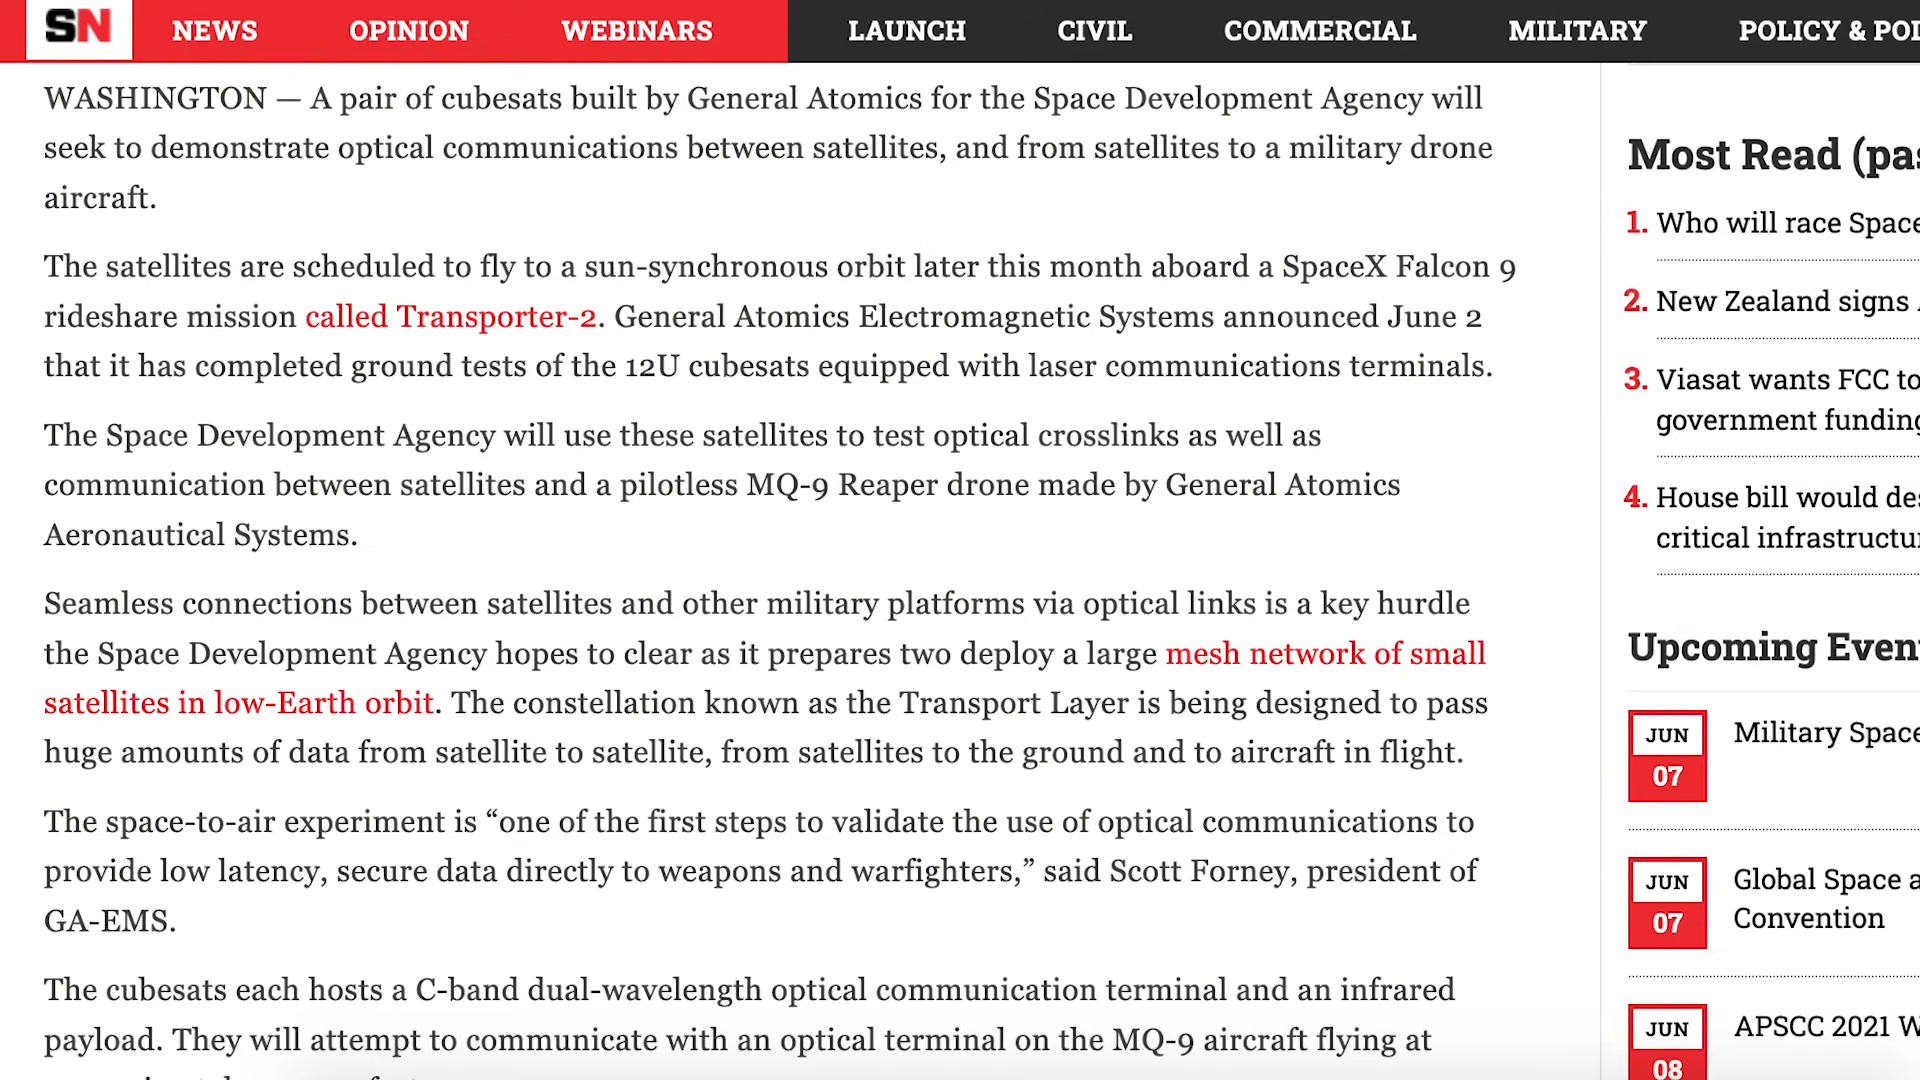 SN NEWS OPINION WEBINARS LAUNCH CIVIL COMMERCIAL MILITARY POLICY &
WASHINGTON — A pair of cubesats built by General Atomics for the Space Development Agency will
seek to demonstrate optical communications between satellites, and from satellites to a military drone
aircraft.
The satellites are scheduled to fly to a sun-synchronous orbit later this month aboard a SpaceX Falcon 9
rideshare mission called Transporter-2. General Atomics Electromagnetic Systems announced June 2
that it has completed ground tests of the 12U cubesats equipped with laser communications terminals.
The Space Development Agency will use these satellites to test optical crosslinks as well as
communication between satellites and a pilotless MQ-9 Reaper drone made by General Atomics
Aeronautical Systems.
Seamless connections between satellites and other military platforms via optical links is a key hurdle
the Space Development Agency hopes to clear as it prepares two deploy a large mesh network of small
satellites in low-Earth orbit. The constellation known as the Transport Layer is being designed to pass
huge amounts of data from satellite to satellite, from satellites to the ground and to aircraft in flight.
The space-to-air experiment is “one of the first steps to validate the use of optical communications to
provide low latency, secure data directly to weapons and warfighters,” said Scott Forney, president of
GA-EMS.
The cubesats each hosts a C-band dual-wavelength optical communication terminal and an infrared
payload. They will attempt to communicate with an optical terminal on the MQ-9 aircraft flying at
Most Read
1. Who will race
2. New Zealand signs
3. Viasat wants FCC to
government
4. House bill would
critical
Upcoming
JUN
07
Military
JUN
07
Global Space
Convention
JUN
08
APSCC 2021